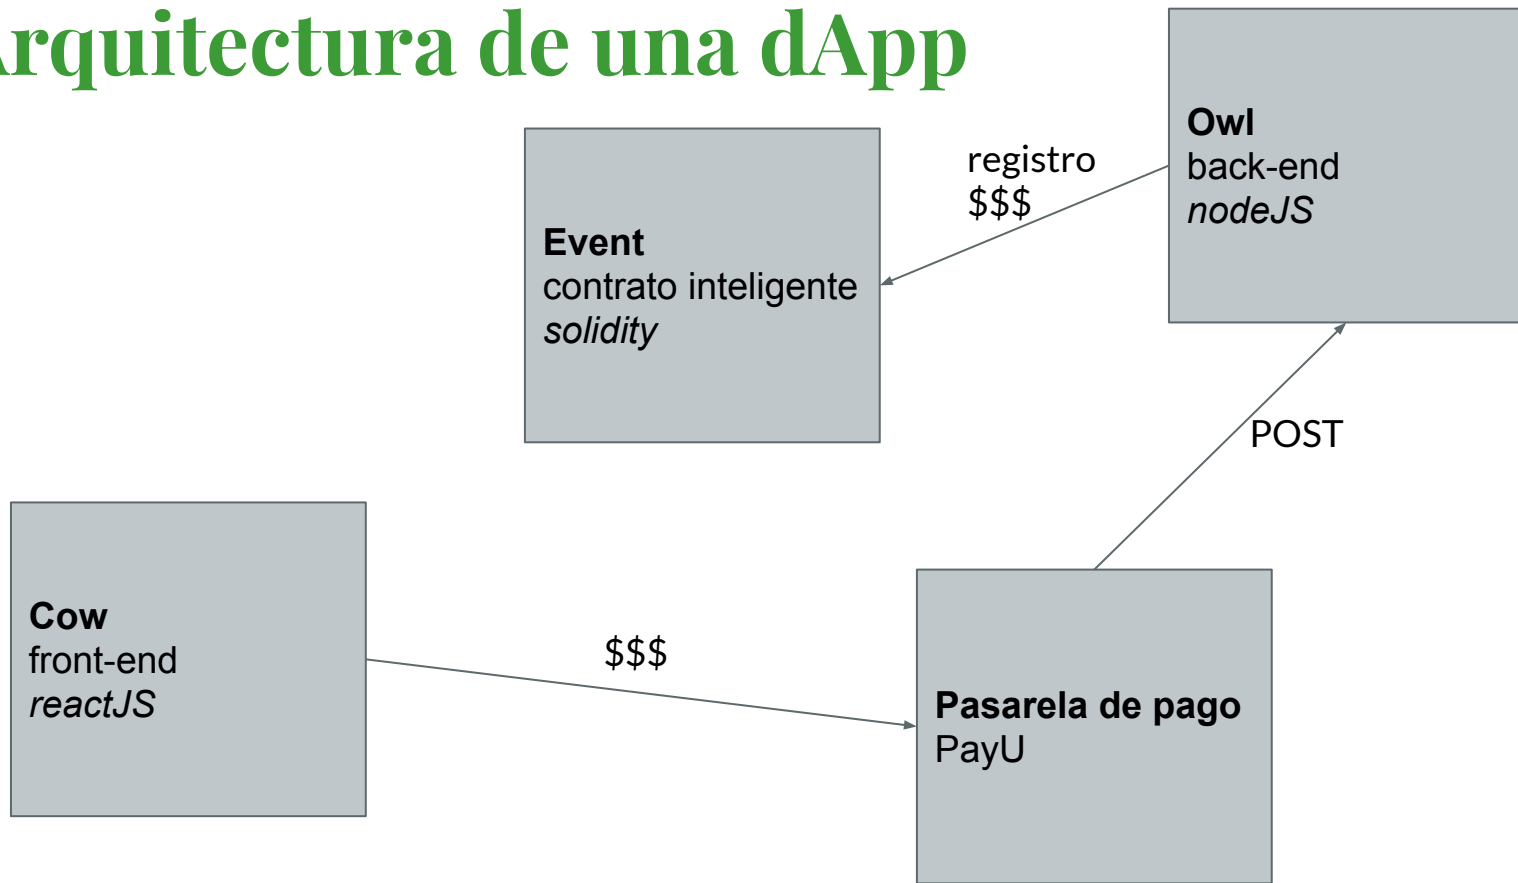 Arquitectura de una dApp
Owl
back-end
nodeJS
registro
$$$
Event
contrato inteligente
solidity
POST
Cow
front-end
reactJS
$$$
Pasarela de pago
PayU